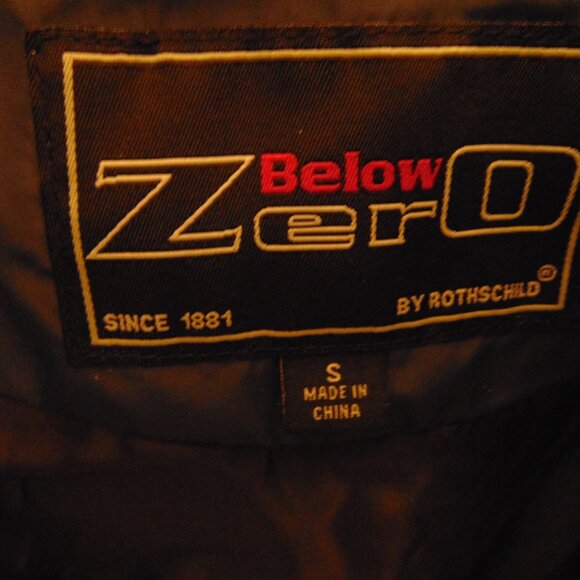 Below
ZerO
SINCE 1881
BY ROTHSCHILD®
S
MADE IN
CHINA